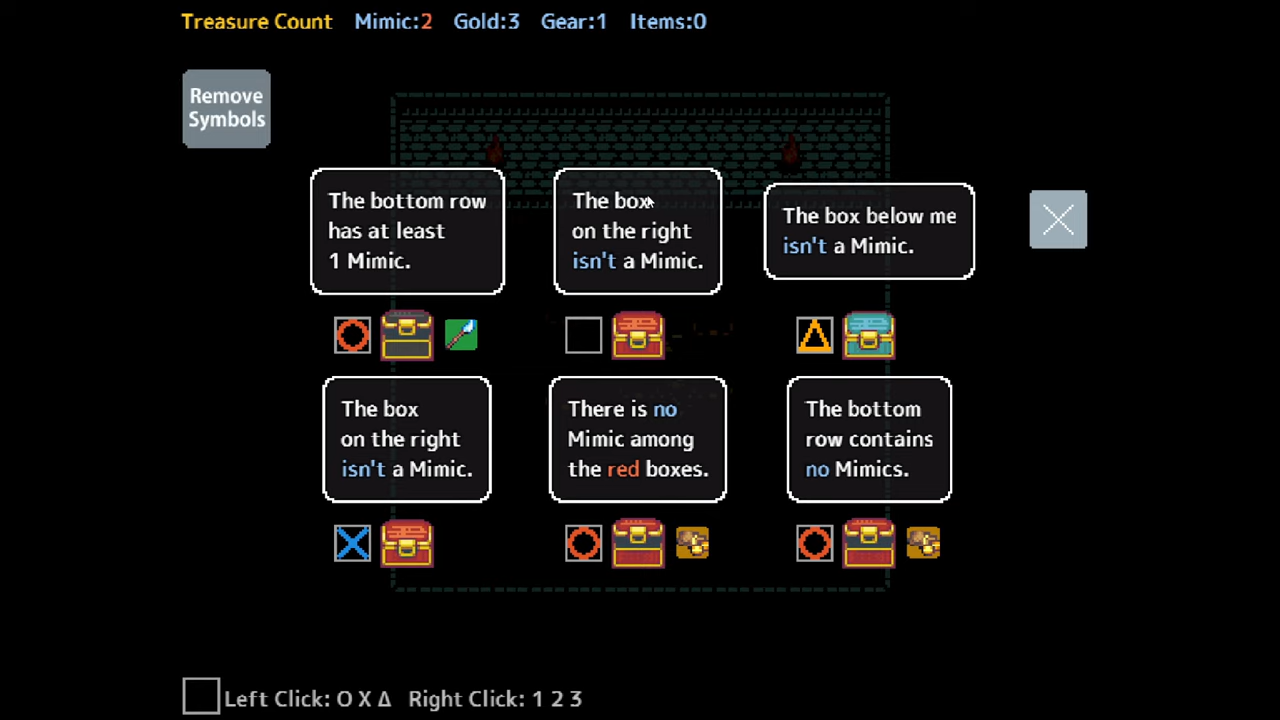 Treasure Count Mimic:2 Gold:3 Gear:1 Items:0
Remove
Symbols
The bottom row
has at least
1 Mimic.
The box
on the right
isn't a Mimic.
The box below me
isn't a Mimic.
The box
on the right
isn't a Mimic.
There is no
Mimic among
the red boxes.
The bottom
row contains
no Mimics.
Left Click: O X Δ Right Click: 1 2 3